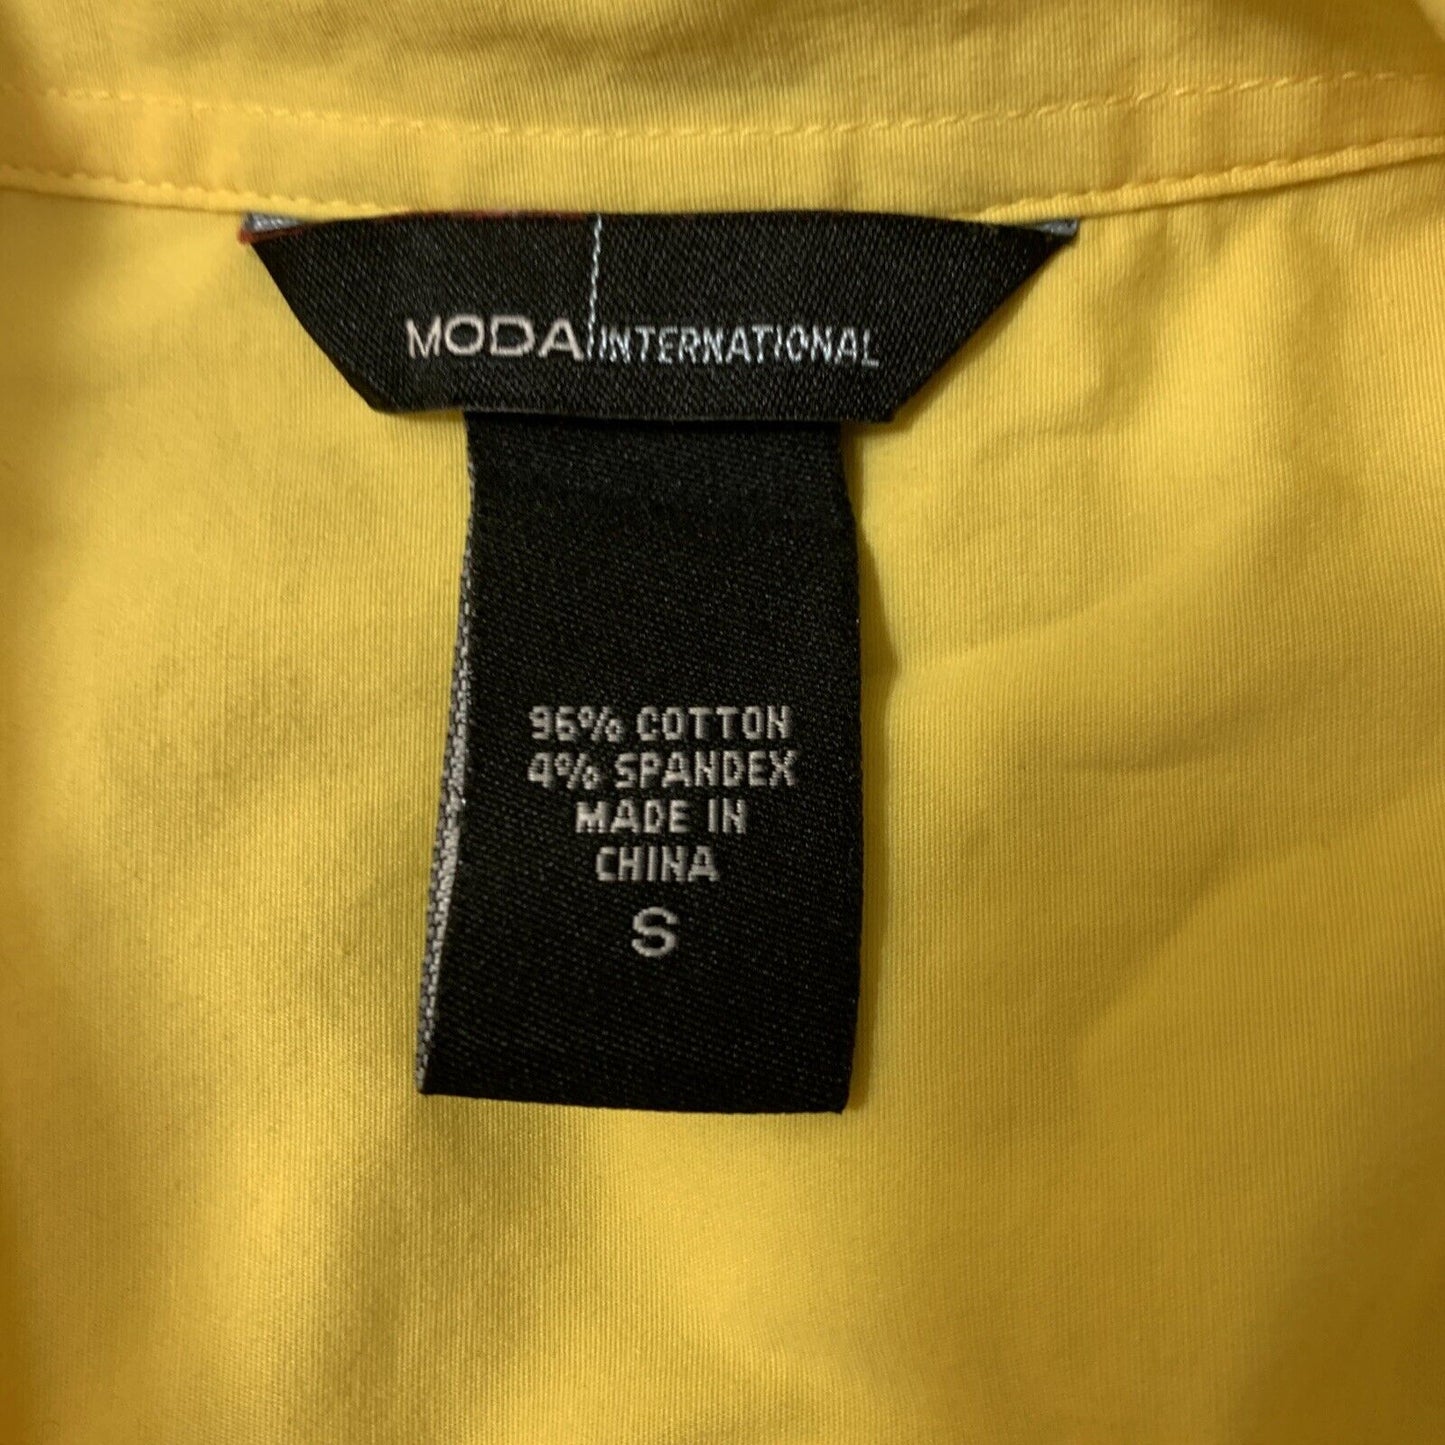 MODA INTERNATIONAL
96% COTTON
4% SPANDEX
MADE IN
CHINA
S